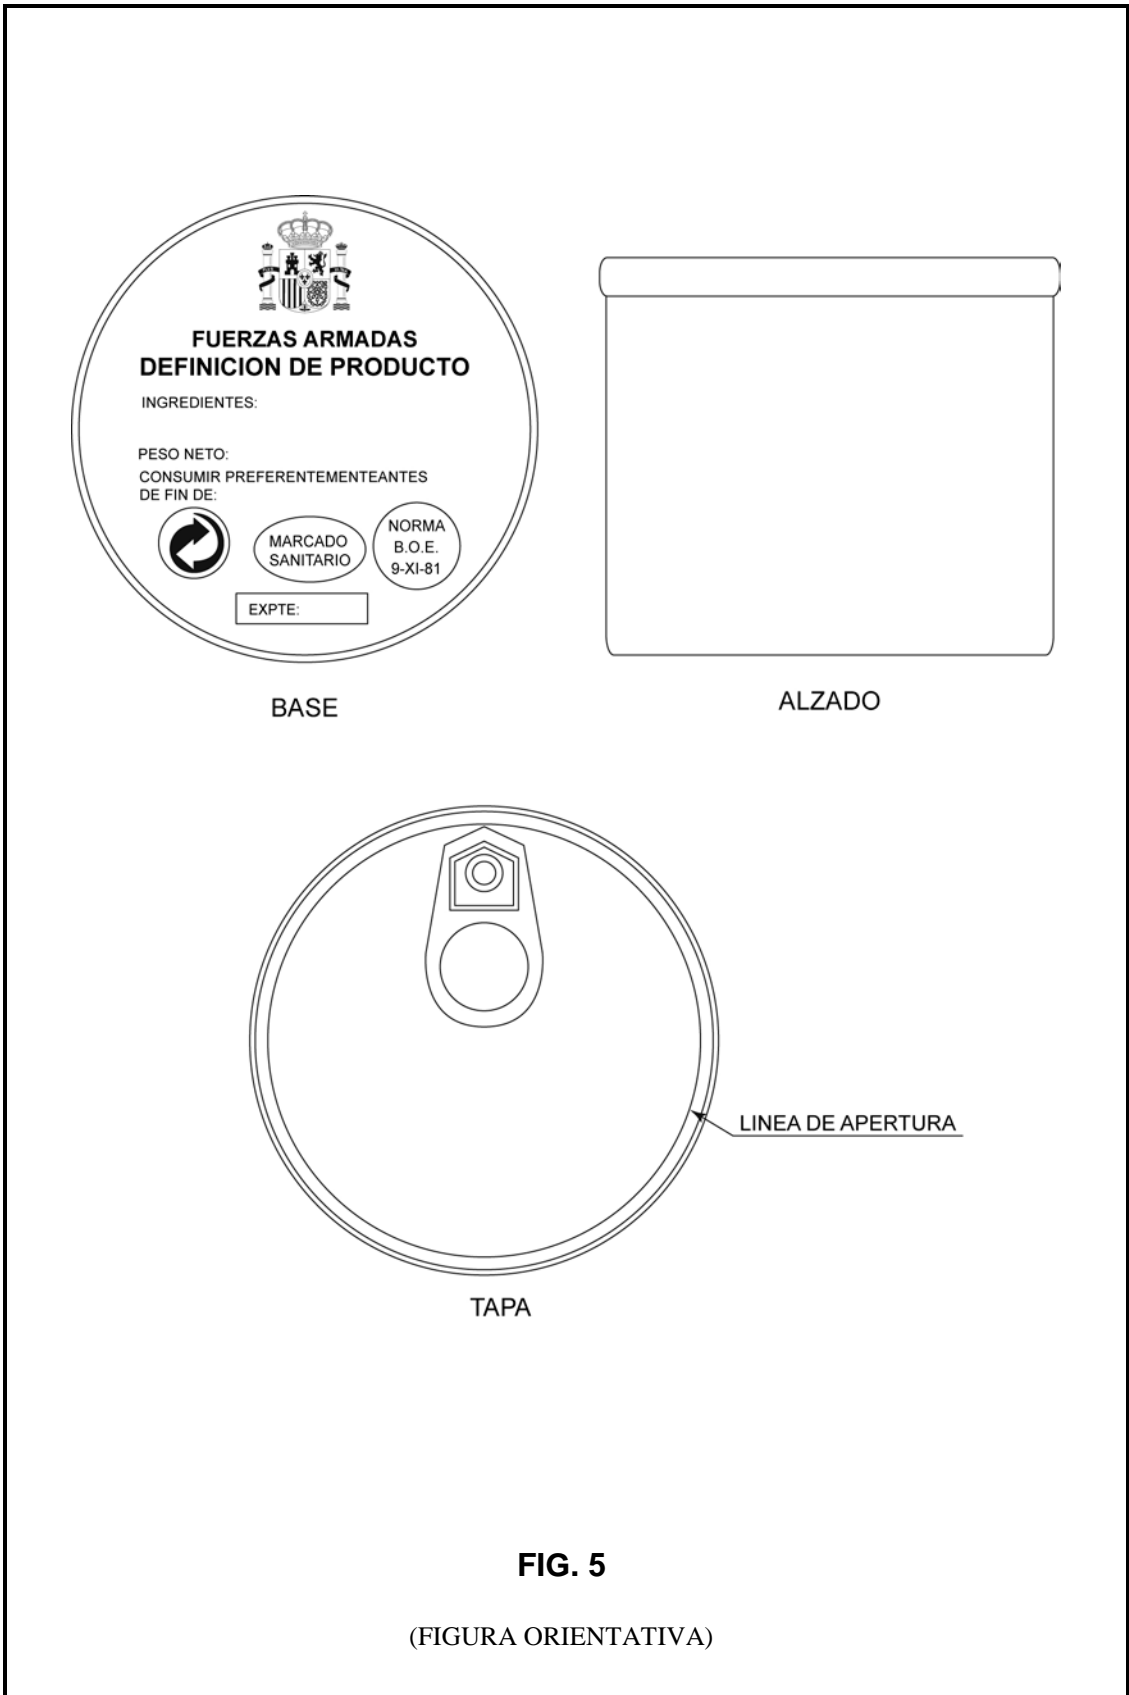 FUERZAS ARMADAS
DEFINICION DE PRODUCTO
INGREDIENTES:
PESO NETO:
CONSUMIR PREFERENTEMENTEANTES
DE FIN DE:
MARCADO
SANITARIO
NORMA
B.O.E.
9-XI-81
EXPTE:
BASE
ALZADO
LINEA DE APERTURA
TAPA
FIG. 5
(FIGURA ORIENTATIVA)